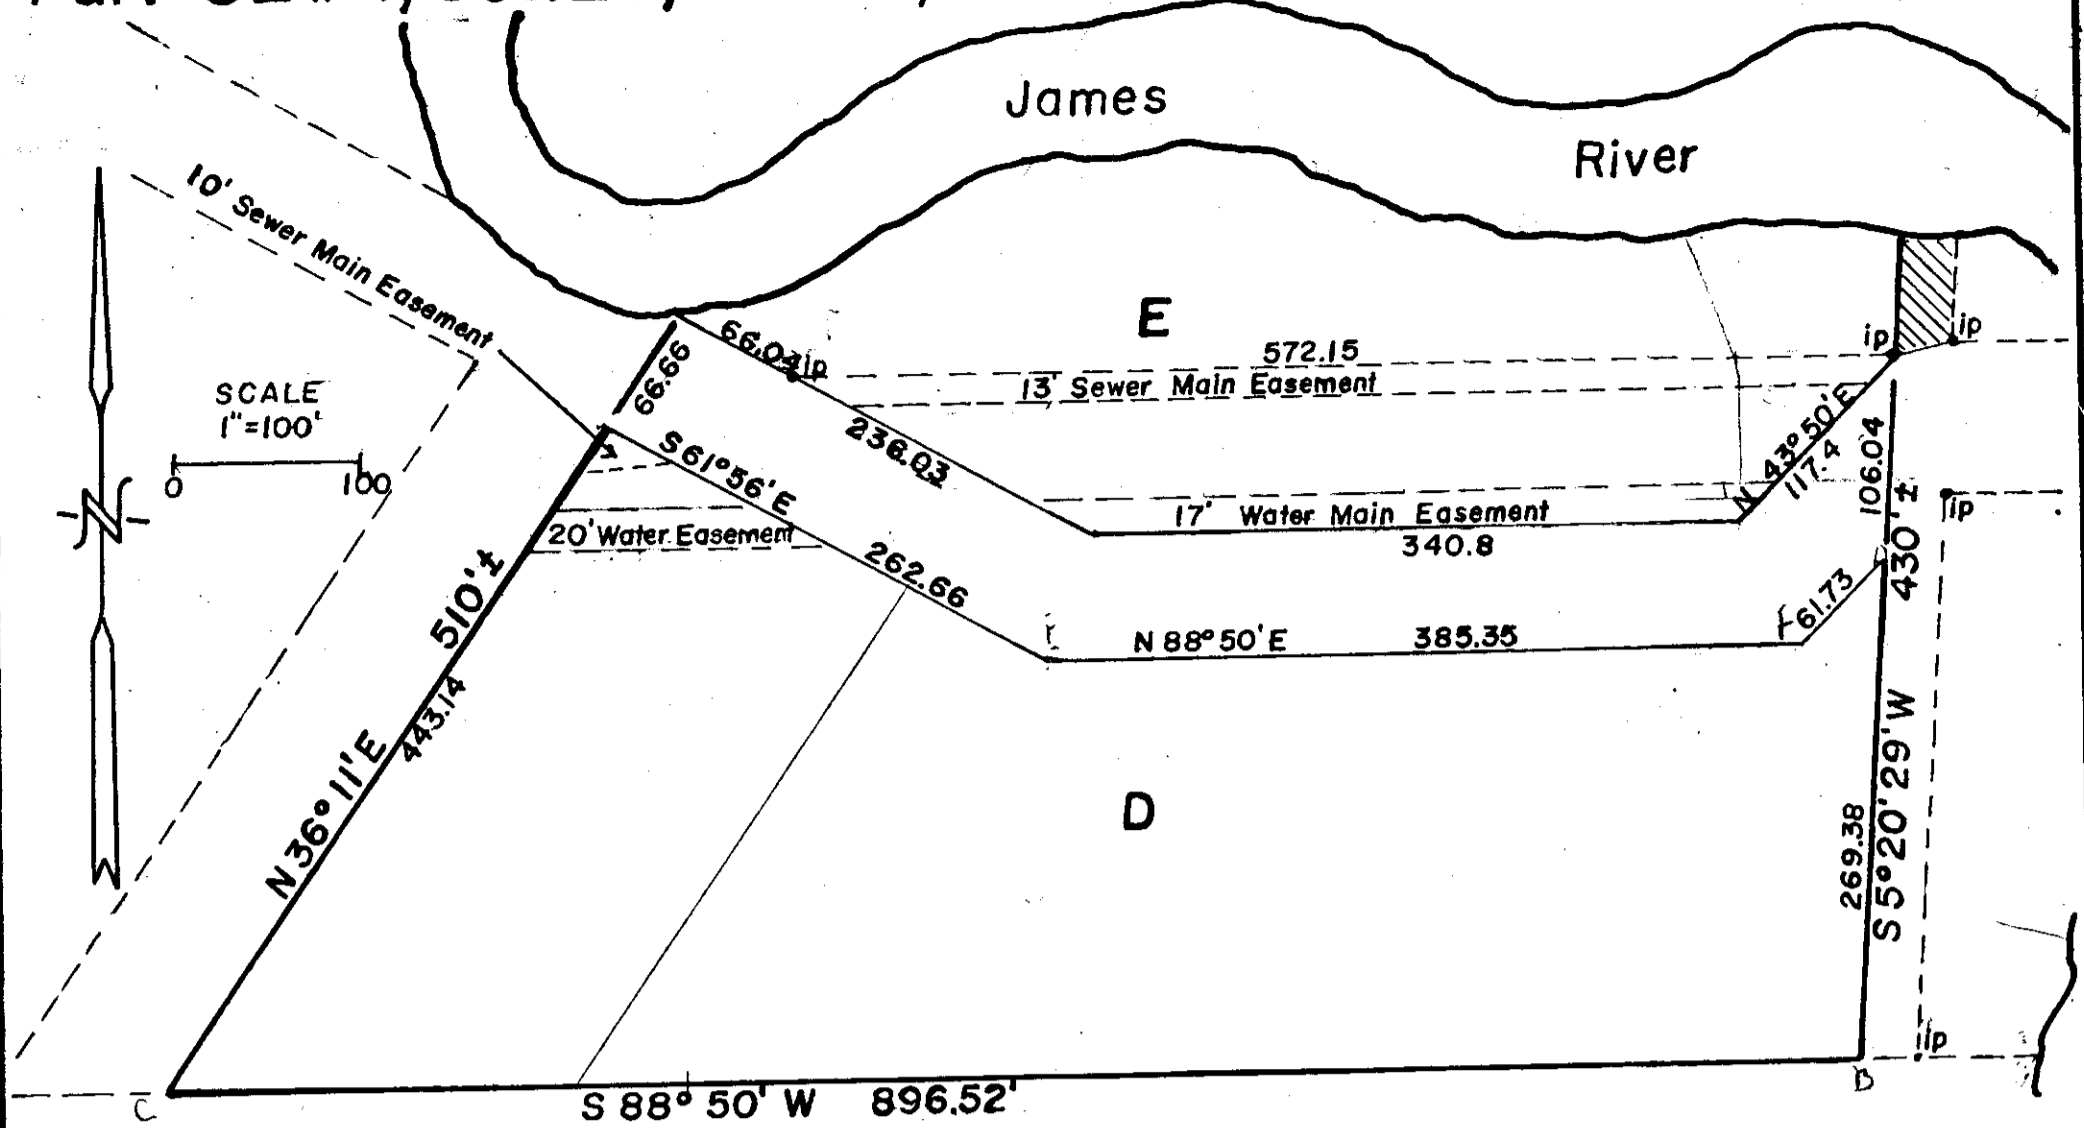 James
River
10' Sewer Main Easement
SCALE
1"=100'
0 100
N
E
66.04
ip
572.15
13' Sewer Main Easement
ip
ip
66.66
236.03
S 61°56' E
N 43°50' E
117.4
106.04
430'±
ip
17' Water Main Easement
340.8
20' Water Easement
262.66
510'±
443.14
N 36° 11' E
N 88° 50' E 385.35
61.73
D
269.38
S 5° 20' 29' W
ip
C
S 88° 50' W 896.52'
B